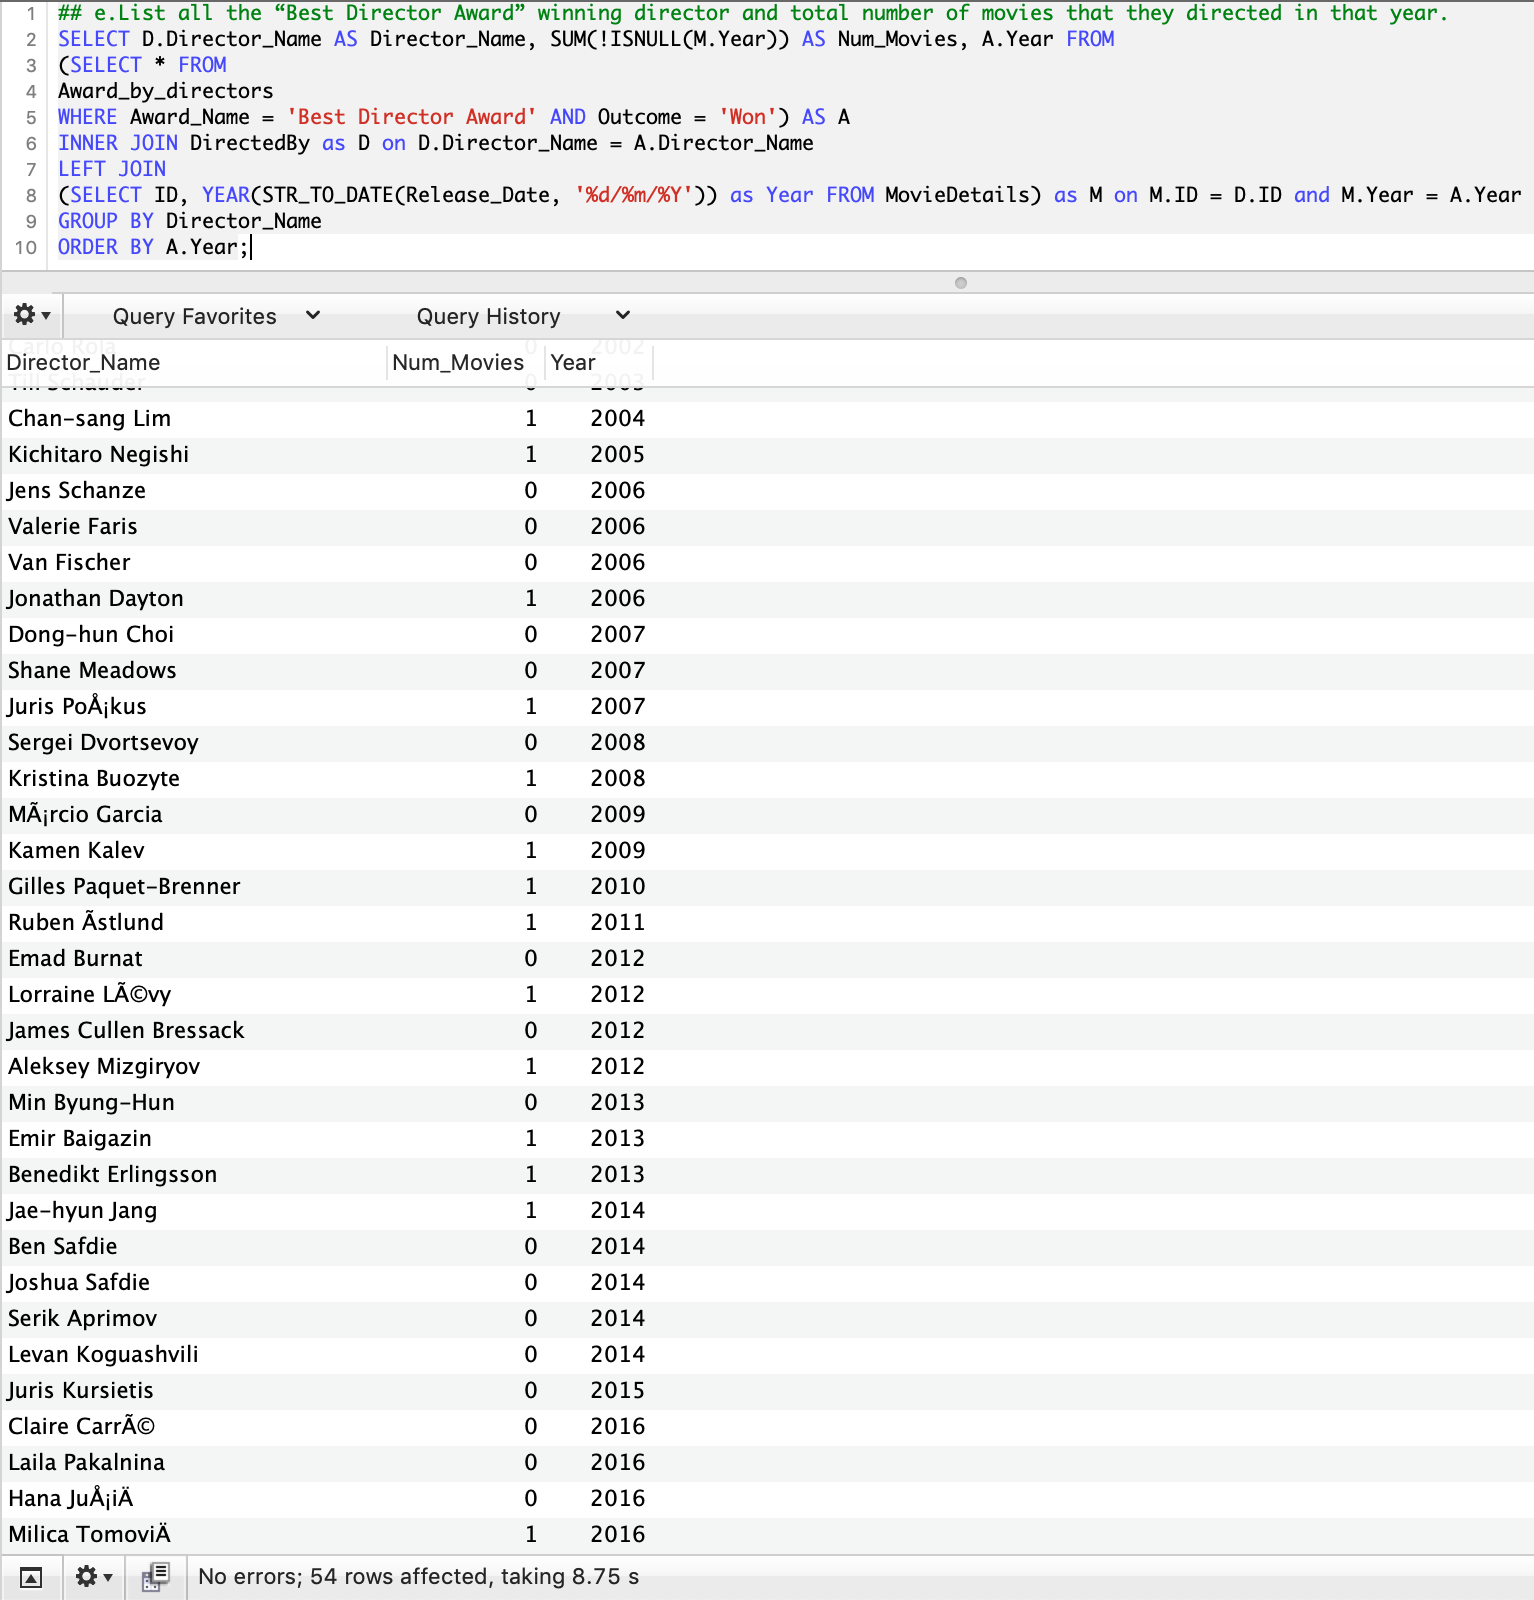 1 ## e.List all the “Best Director Award” winning director and total number of movies that they directed in that year.
2 SELECT D.Director_Name AS Director_Name, SUM(!ISNULL(M.Year)) AS Num_Movies, A.Year FROM
3 (SELECT * FROM
4 Award_by_directors
5 WHERE Award_Name = 'Best Director Award' AND Outcome = 'Won') AS A
6 INNER JOIN DirectedBy as D on D.Director_Name = A.Director_Name
7 LEFT JOIN
8 (SELECT ID, YEAR(STR_TO_DATE(Release_Date, '%d/%m/%Y')) as Year FROM MovieDetails) as M on M.ID = D.ID and M.Year = A.Year
9 GROUP BY Director_Name
10 ORDER BY A.Year;
Query Favorites Query History
Carlo Rola 0 2002
Director_Name Num_Movies Year
Till Schauder 0 2003
Chan-sang Lim 1 2004
Kichitaro Negishi 1 2005
Jens Schanze 0 2006
Valerie Faris 0 2006
Van Fischer 0 2006
Jonathan Dayton 1 2006
Dong-hun Choi 0 2007
Shane Meadows 0 2007
Juris PoÅ¡kus 1 2007
Sergei Dvortsevoy 0 2008
Kristina Buozyte 1 2008
MÃ¡rcio Garcia 0 2009
Kamen Kalev 1 2009
Gilles Paquet-Brenner 1 2010
Ruben Ãstlund 1 2011
Emad Burnat 0 2012
Lorraine LÃ©vy 1 2012
James Cullen Bressack 0 2012
Aleksey Mizgiryov 1 2012
Min Byung-Hun 0 2013
Emir Baigazin 1 2013
Benedikt Erlingsson 1 2013
Jae-hyun Jang 1 2014
Ben Safdie 0 2014
Joshua Safdie 0 2014
Serik Aprimov 0 2014
Levan Koguashvili 0 2014
Juris Kursietis 0 2015
Claire CarrÃ© 0 2016
Laila Pakalnina 0 2016
Hana JuÅ¡iÄ 0 2016
Milica TomoviÄ 1 2016
No errors; 54 rows affected, taking 8.75 s